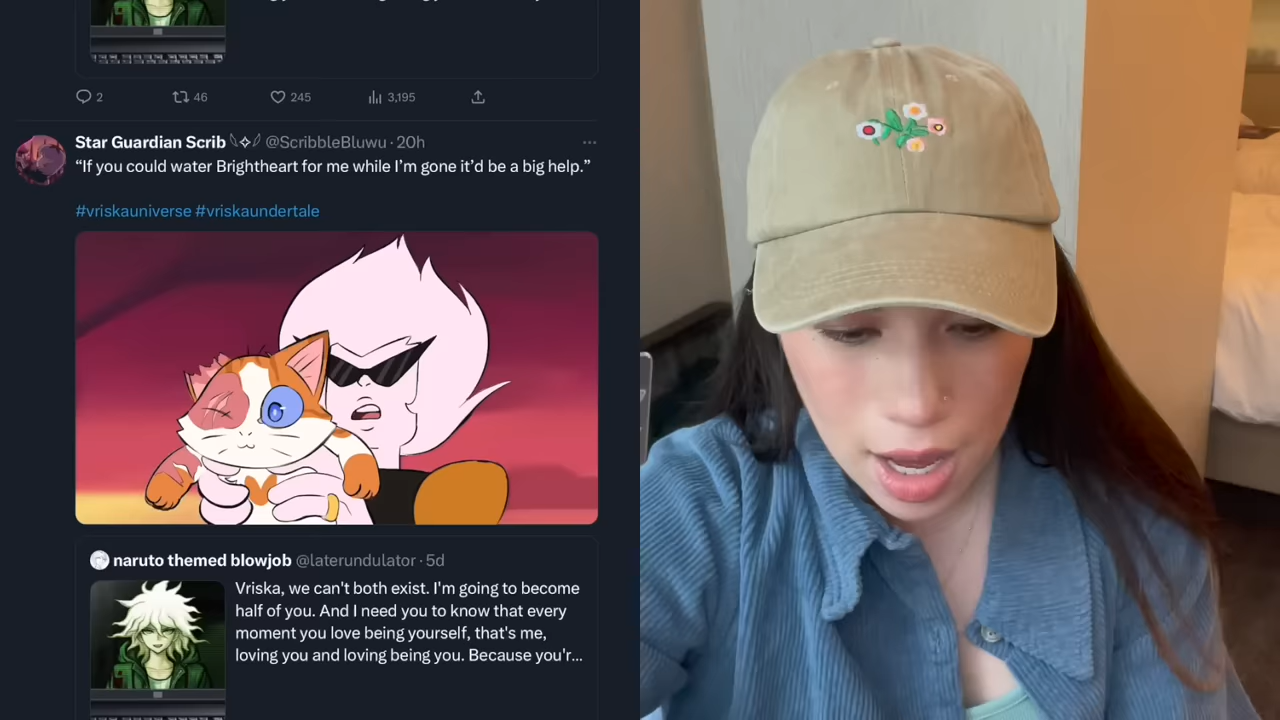 2 46 245 3,195
Star Guardian Scrib @ScribbleBluwu · 20h
“If you could water Brightheart for me while I’m gone it’d be a big help.”
#vriskauniverse #vriskaundertale
naruto themed blowjob @laterundulator · 5d
Vriska, we can't both exist. I'm going to become
half of you. And I need you to know that every
moment you love being yourself, that's me,
loving you and loving being you. Because you'r...